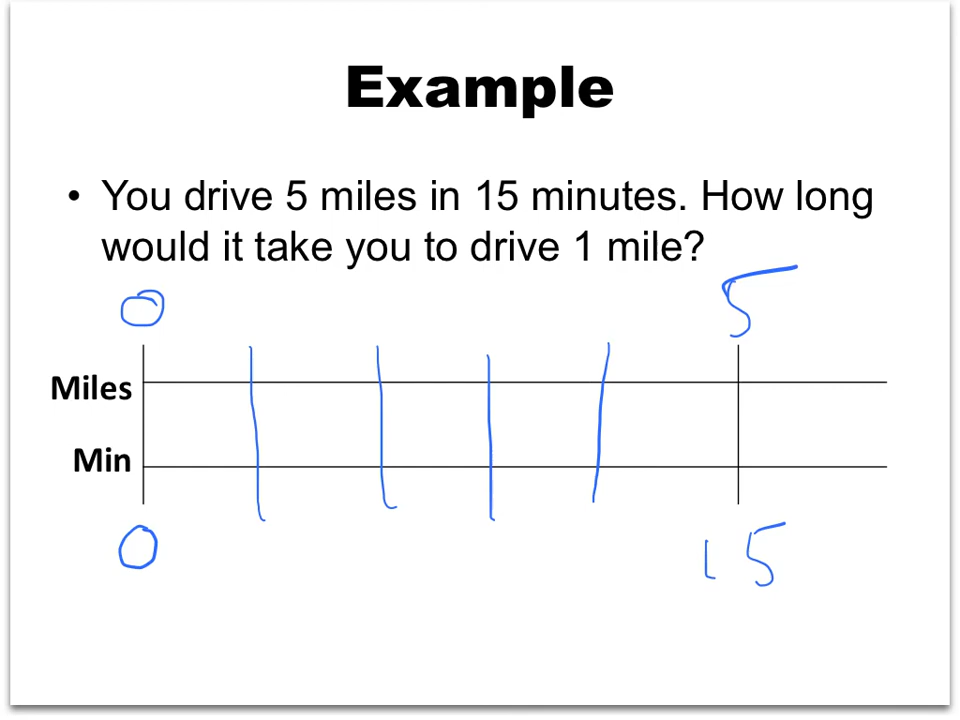 Example
• You drive 5 miles in 15 minutes. How long
would it take you to drive 1 mile?
0 5
Miles
Min
0 15